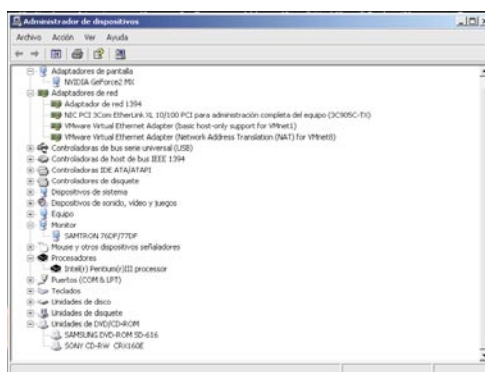 Administrador de dispositivos
Archivo Acción Ver Ayuda
Adaptadores de pantalla
NVIDIA GeForce2 MX
Adaptadores de red
Adaptador de red 1394
NIC PCI 3Com EtherLink XL 10/100 PCI para administración completa del equipo (3C905C-TX)
VMware Virtual Ethernet Adapter (basic host-only support for VMnet1)
VMware Virtual Ethernet Adapter (Network Address Translation (NAT) for VMnet8)
Controladoras de bus serie universal (USB)
Controladoras de host de bus IEEE 1394
Controladoras IDE ATA/ATAPI
Controladores de disquete
Dispositivos de sistema
Dispositivos de sonido, vídeo y juegos
Equipo
Monitor
SAMTRON 76DF/77DF
Mouse y otros dispositivos señaladores
Procesadores
Intel(r) Pentium(r)III processor
Puertos (COM & LPT)
Teclados
Unidades de disco
Unidades de disquete
Unidades de DVD/CD-ROM
SAMSUNG DVD-ROM SD-616
SONY CD-RW CRX160E